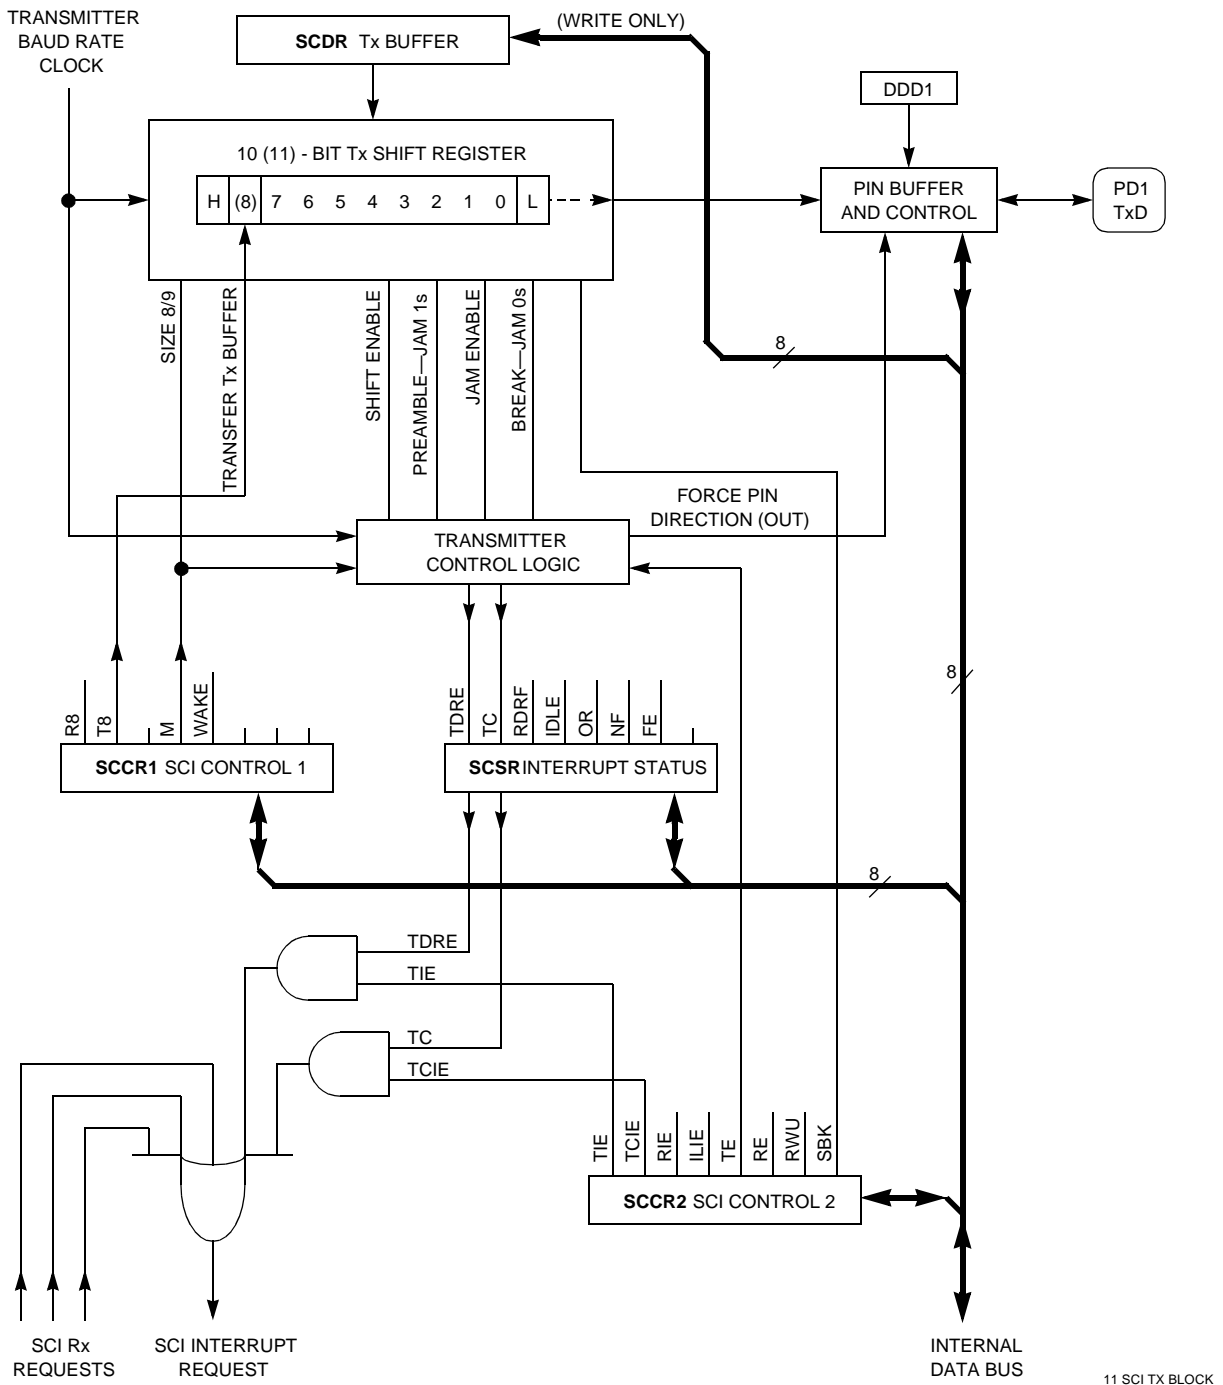 TRANSMITTER
BAUD RATE
CLOCK
SCDR Tx BUFFER
(WRITE ONLY)
DDD1
10 (11) - BIT Tx SHIFT REGISTER
H (8) 7 6 5 4 3 2 1 0 L
PIN BUFFER
AND CONTROL
PD1
TxD
SIZE 8/9
TRANSFER Tx BUFFER
SHIFT ENABLE
PREAMBLE—JAM 1s
JAM ENABLE
BREAK—JAM 0s
8
FORCE PIN
DIRECTION (OUT)
TRANSMITTER
CONTROL LOGIC
8
R8
T8
M
WAKE
SCCR1 SCI CONTROL 1
TDRE
TC
RDRF
IDLE
OR
NF
FE
SCSR INTERRUPT STATUS
8
TDRE
TIE
TC
TCIE
TIE
TCIE
RIE
ILIE
TE
RE
RWU
SBK
SCCR2 SCI CONTROL 2
SCI Rx
REQUESTS
SCI INTERRUPT
REQUEST
INTERNAL
DATA BUS
11 SCI TX BLOCK